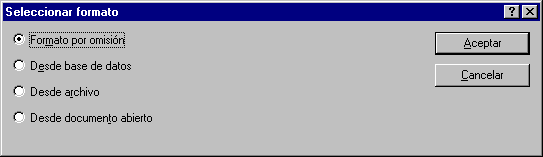 Seleccionar formato
Formato por omisión
Aceptar
Desde base de datos
Cancelar
Desde archivo
Desde documento abierto